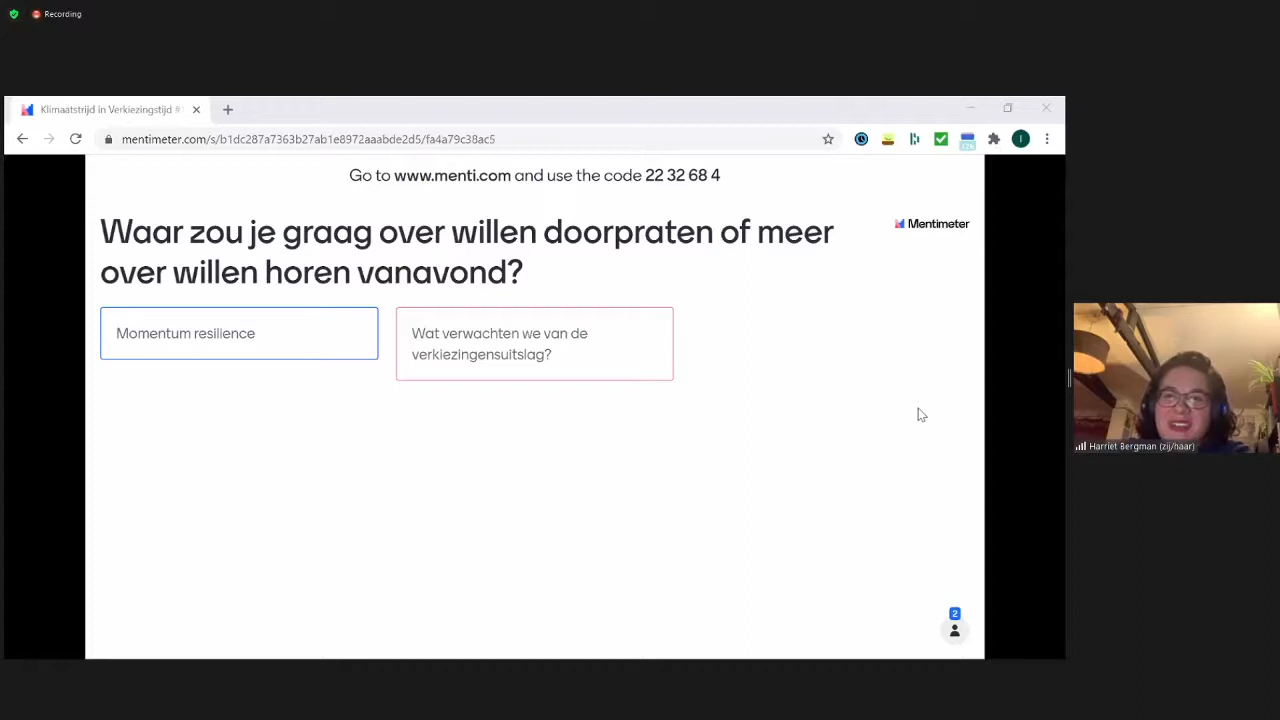 Recording
Klimaatstrijd in Verkiezingstijd #
mentimeter.com/s/b1dc287a7363b27ab1e8972aaabde2d5/fa4a79c38ac5
Go to www.menti.com and use the code 22 32 68 4
Mentimeter
Waar zou je graag over willen doorpraten of meer
over willen horen vanavond?
Momentum resilience
Wat verwachten we van de
verkiezingensuitslag?
Harriet Bergman (zij/haar)
2